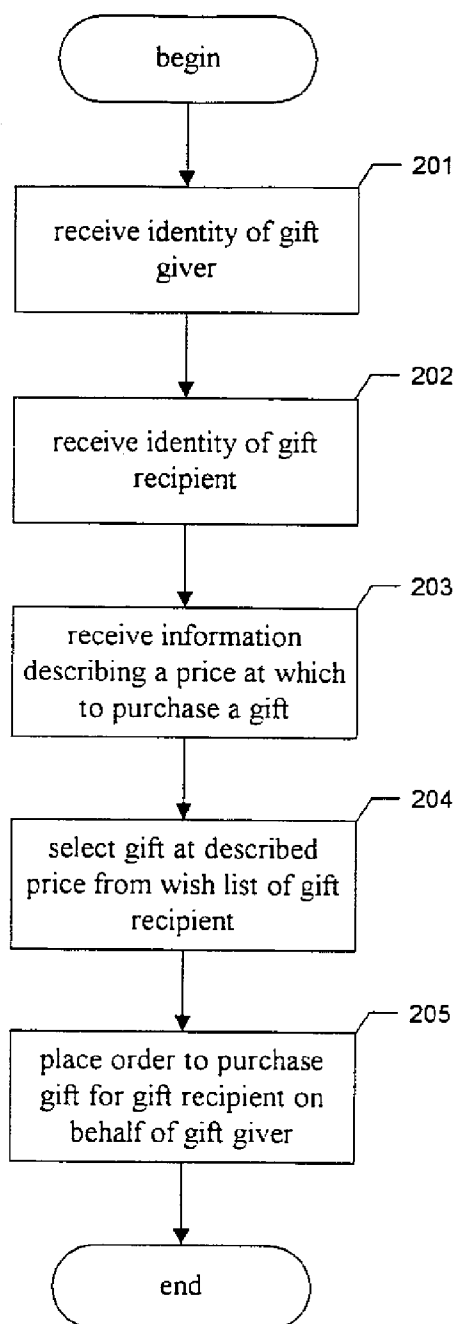 begin
201
receive identity of gift
giver
202
receive identity of gift
recipient
203
receive information
describing a price at which
to purchase a gift
204
select gift at described
price from wish list of gift
recipient
205
place order to purchase
gift for gift recipient on
behalf of gift giver
end